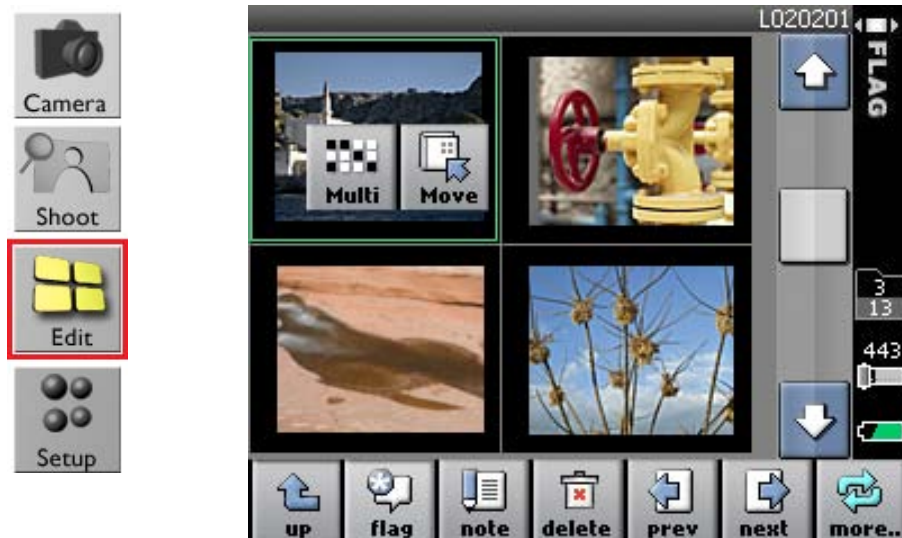 Camera
Shoot
Edit
Setup
L020201
FLAG
Multi
Move
3
13
443
up
flag
note
delete
prev
next
more..